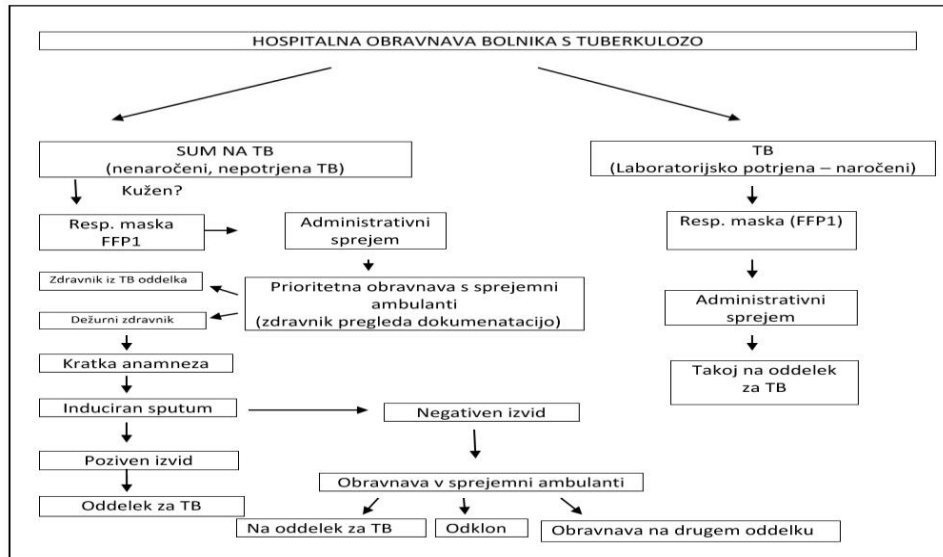 HOSPITALNA OBRAVNAVA BOLNIKA S TUBERKULOZO
SUM NA TB
(nenaročeni, nepotrjena TB)
Kužen?
Resp. maska
FFP1
Administrativni
sprejem
Zdravnik iz TB oddelka
Prioritetna obravnava s sprejemni
ambulanti
(zdravnik pregleda dokumenatacijo)
Dežurni zdravnik
Kratka anamneza
Induciran sputum
Negativen izvid
Poziven izvid
Obravnava v sprejemni ambulanti
Oddelek za TB
Na oddelek za TB
Odklon
Obravnava na drugem oddelku
TB
(Laboratorijsko potrjena – naročeni)
Resp. maska (FFP1)
Administrativni
sprejem
Takoj na oddelek
za TB